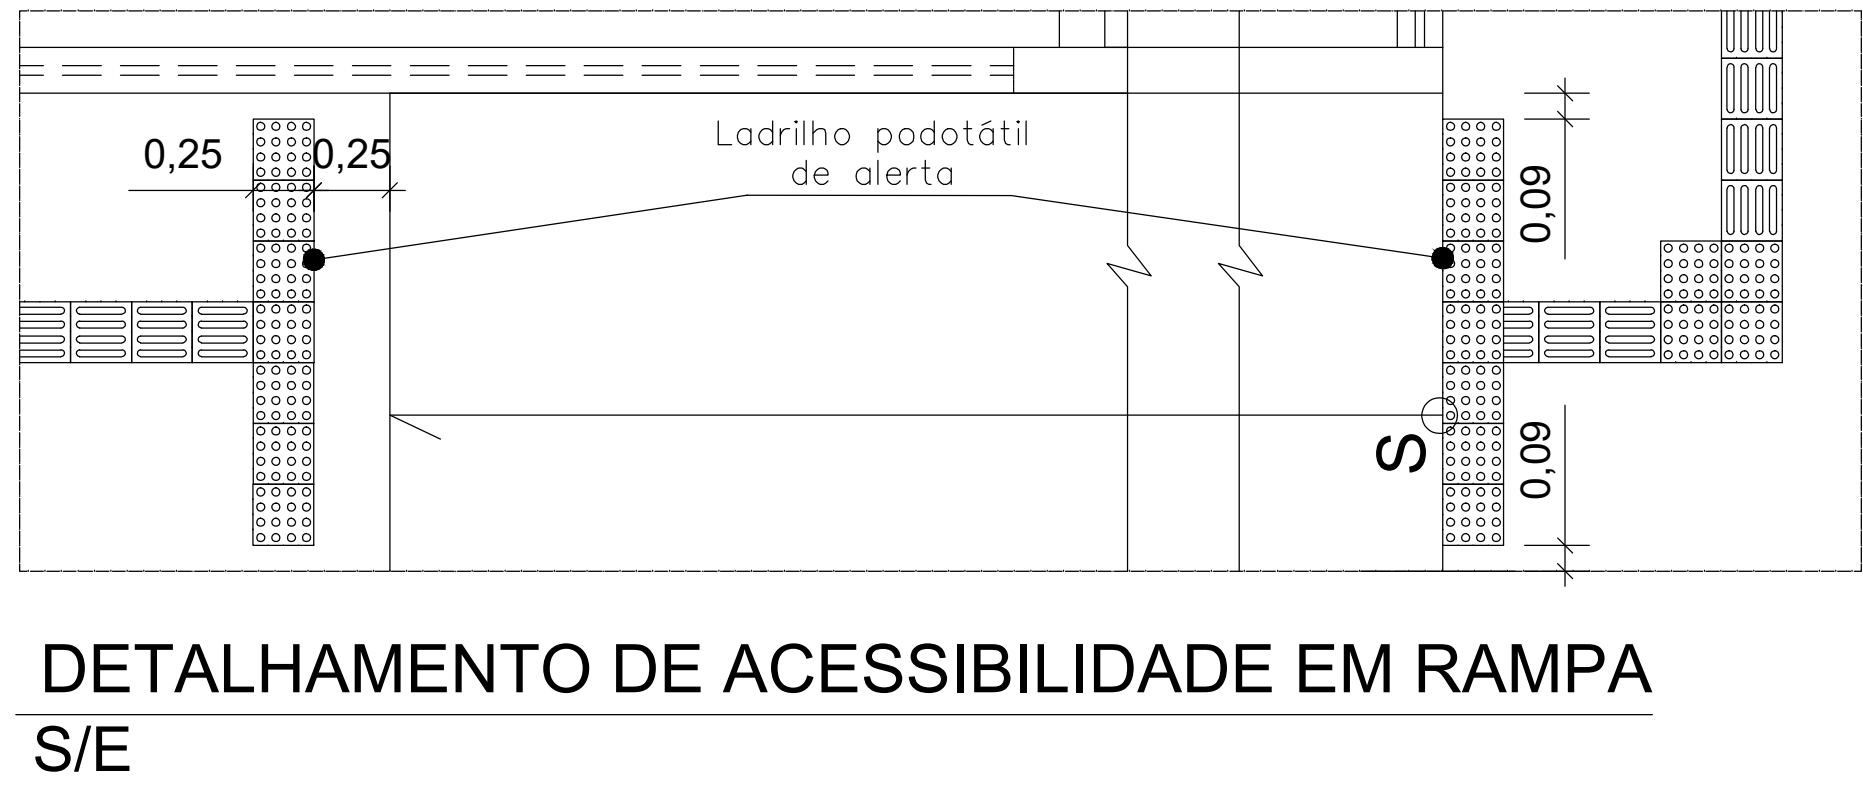 Ladrilho podotátil
de alerta
0,25
0,25
0,09
S
0,09
DETALHAMENTO DE ACESSIBILIDADE EM RAMPA
S/E